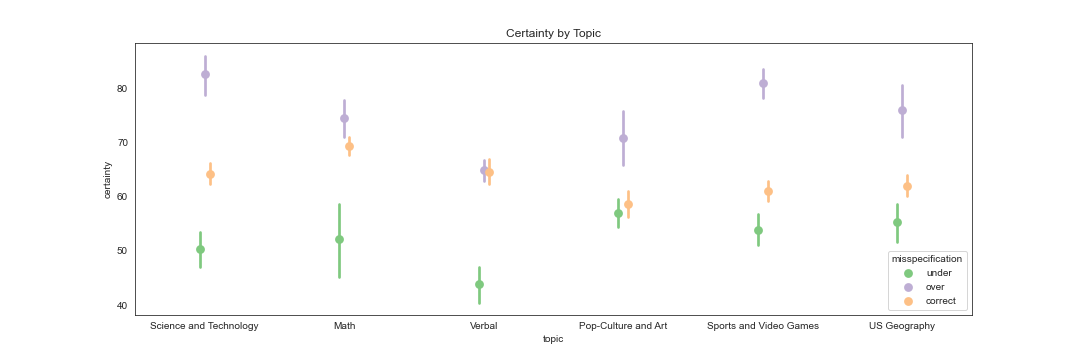 Certainty by Topic
certainty
80
70
60
50
40
Science and Technology
Math
Verbal
Pop-Culture and Art
Sports and Video Games
US Geography
topic
misspecification
under
over
correct